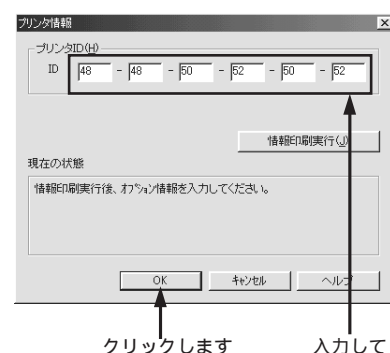 プリンタ情報
プリンタID(H)
ID 48 - 48 - 50 - 52 - 50 - 52
情報印刷実行(J)
現在の状態
情報印刷実行後、オプション情報を入力してください。
OK キャンセル ヘルプ
クリックします 入力して